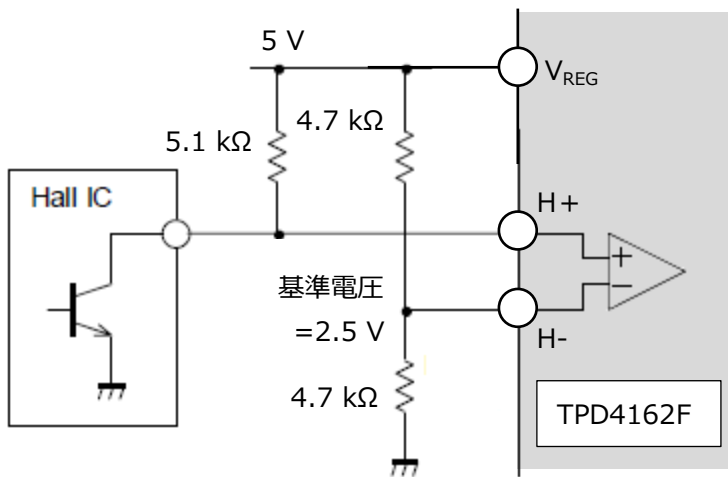 5 V
V_REG
4.7 kΩ
5.1 kΩ
Hall IC
H+
+
基準電圧
=2.5 V
−
H-
4.7 kΩ
TPD4162F